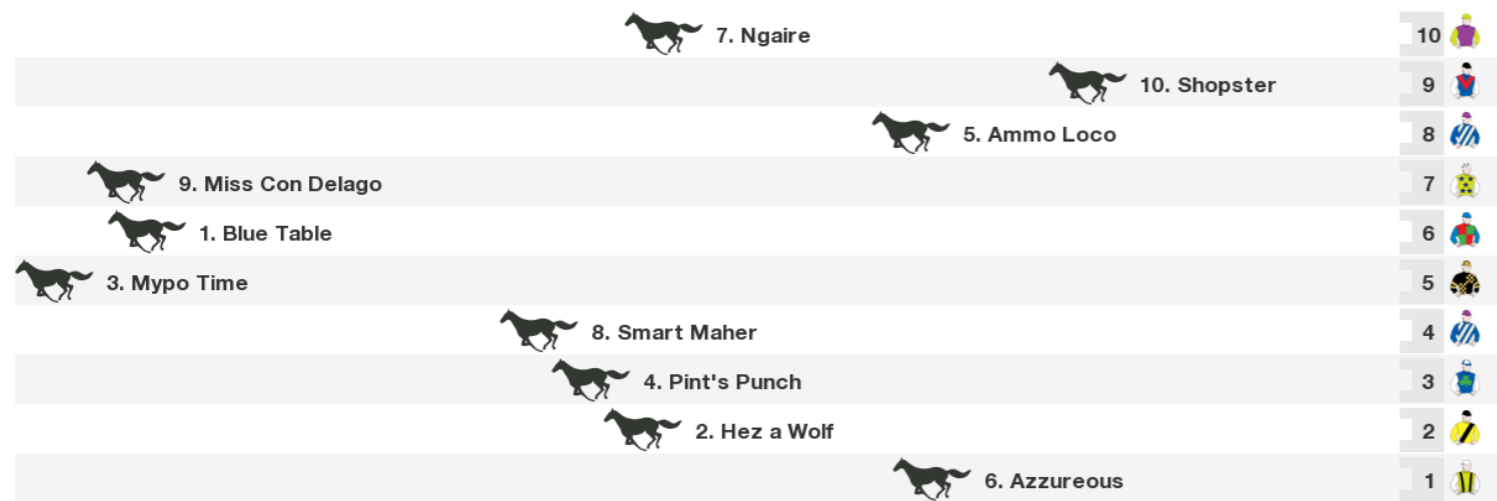 7. Ngaire 10
10. Shopster 9
5. Ammo Loco 8
9. Miss Con Delago 7
1. Blue Table 6
3. Mypo Time 5
8. Smart Maher 4
4. Pint's Punch 3
2. Hez a Wolf 2
6. Azzureous 1